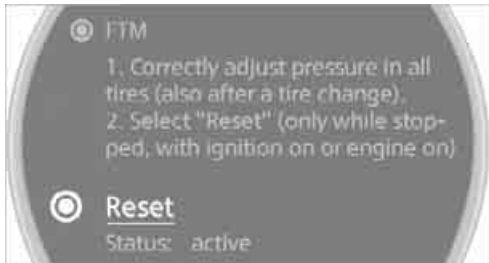 FTM
1. Correctly adjust pressure in all
tires (also after a tire change).
2. Select "Reset" (only while stop-
ped, with ignition on or engine on)
Reset
Status: active